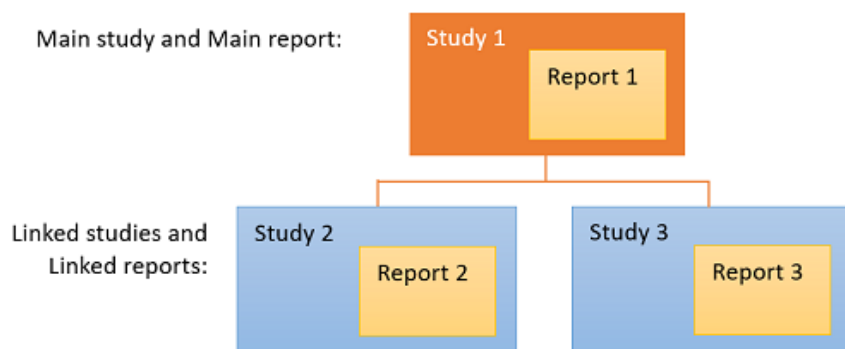 Main study and Main report:
Study 1
Report 1
Linked studies and
Linked reports:
Study 2
Report 2
Study 3
Report 3